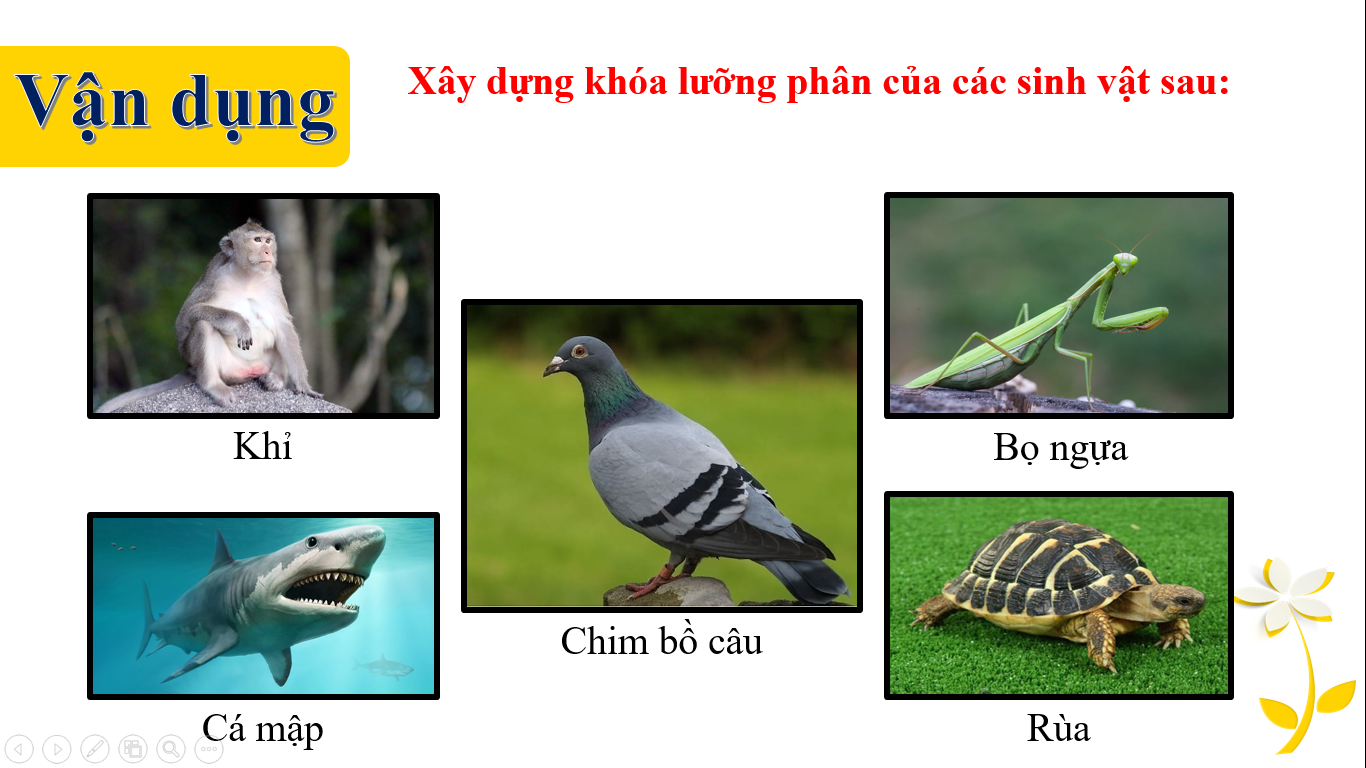 Vận dụng
Xây dựng khóa lưỡng phân của các sinh vật sau:
Khỉ
Bọ ngựa
Chim bồ câu
Cá mập
Rùa